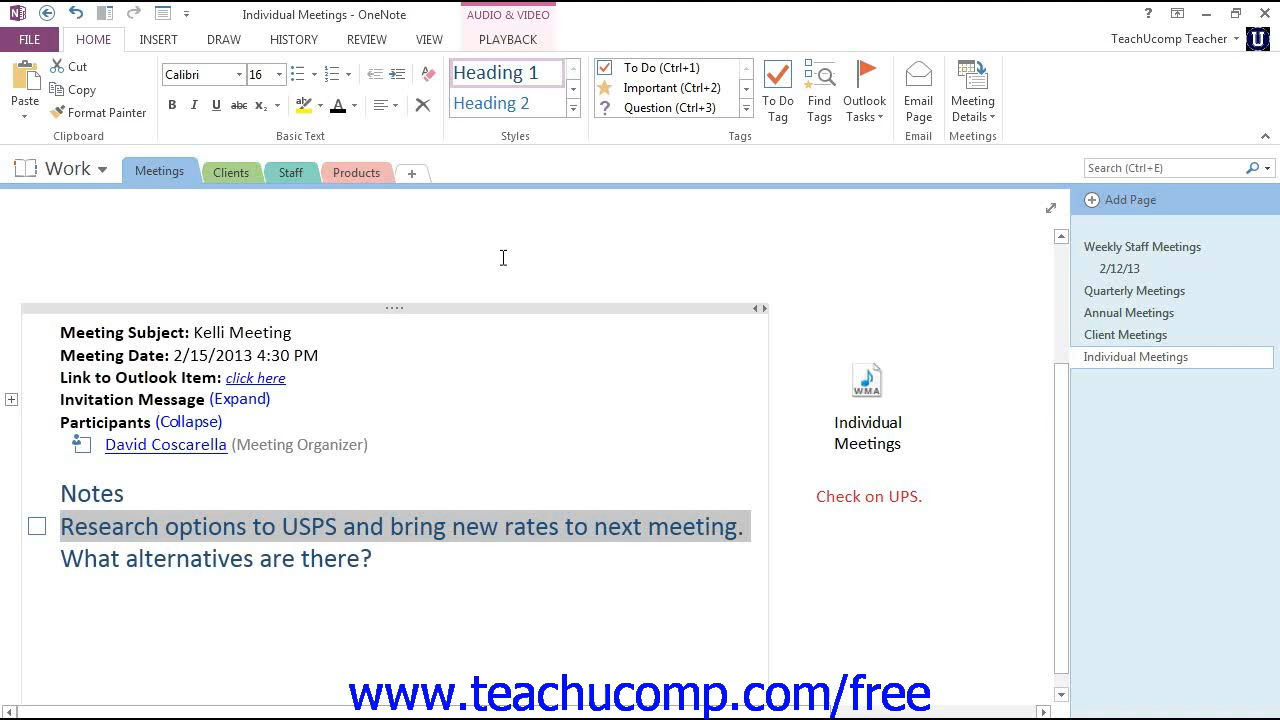 Individual Meetings - OneNote
AUDIO & VIDEO
?
FILE
HOME
INSERT
DRAW
HISTORY
REVIEW
VIEW
PLAYBACK
TeachUcomp Teacher
U
Paste
Cut
Copy
Format Painter
Clipboard
Calibri
16
B I U abc x₂ A
Basic Text
Heading 1
Heading 2
Styles
To Do (Ctrl+1)
Important (Ctrl+2)
? Question (Ctrl+3)
To Do
Tag
Find
Tags
Outlook
Tasks
Tags
Email
Page
Email
Meeting
Details
Meetings
Work
Meetings
Clients
Staff
Products
+
Search (Ctrl+E)
Add Page
Weekly Staff Meetings
2/12/13
Quarterly Meetings
Annual Meetings
Client Meetings
Individual Meetings
Meeting Subject: Kelli Meeting
Meeting Date: 2/15/2013 4:30 PM
Link to Outlook Item: click here
Invitation Message (Expand)
Participants (Collapse)
David Coscarella (Meeting Organizer)
Notes
Research options to USPS and bring new rates to next meeting.
What alternatives are there?
WMA
Individual
Meetings
Check on UPS.
www.teachucomp.com/free